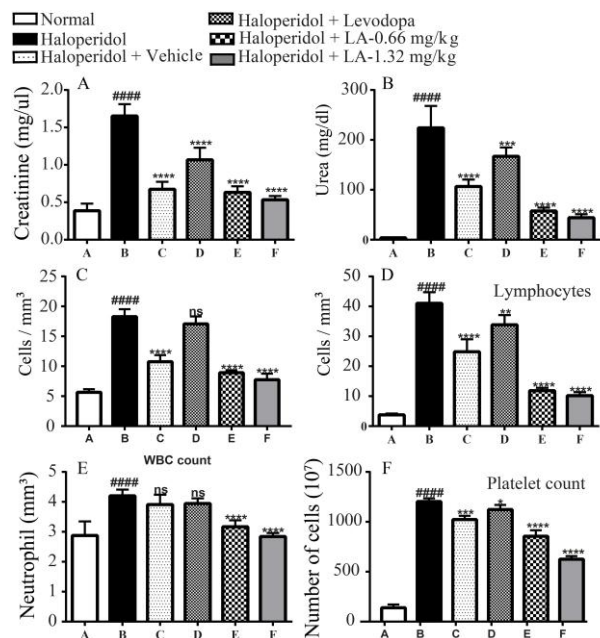 Normal
Haloperidol
Haloperidol + Vehicle
Haloperidol + Levodopa
Haloperidol + LA-0.66 mg/kg
Haloperidol + LA-1.32 mg/kg
A
Creatinine (mg/ul)
2.0
1.5
1.0
0.5
0.0
####
****
****
****
****
A B C D E F
B
Urea (mg/dl)
300
200
100
0
####
****
***
****
****
A B C D E F
C
Cells / mm³
25
20
15
10
5
0
####
****
ns
****
****
A B C D E F
WBC count
D
Lymphocytes
Cells / mm³
50
40
30
20
10
0
####
****
**
****
****
A B C D E F
E
Neutrophil (mm³)
5
4
3
2
1
0
####
ns
ns
****
****
A B C D E F
F
Platelet count
Number of cells (10⁷)
1500
1000
500
0
####
***
*
****
****
A B C D E F